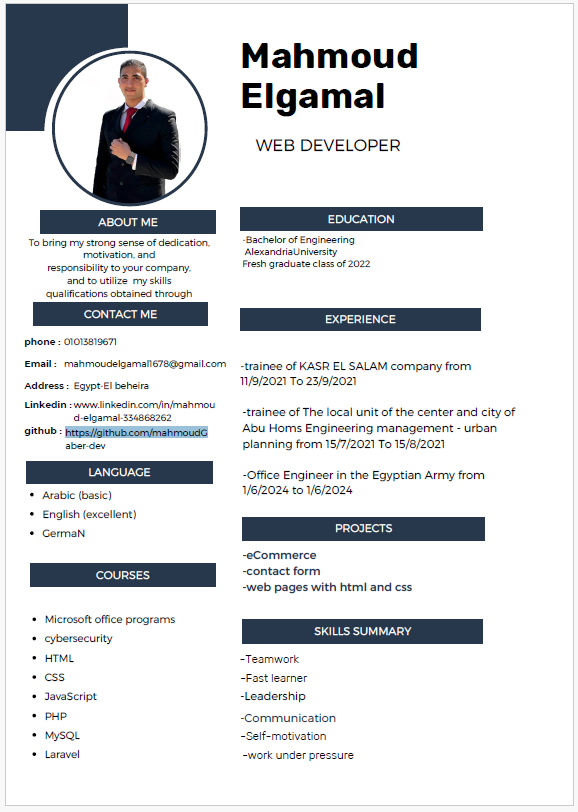 Mahmoud
Elgamal
WEB DEVELOPER
ABOUT ME
To bring my strong sense of dedication,
motivation, and
responsibility to your company,
and to utilize my skills
qualifications obtained through
CONTACT ME
phone : 01013819671
Email : mahmoudelgamal1678@gmail.com
Address : Egypt-El beheira
Linkedin : www.linkedin.com/in/mahmou
d-elgamal-334868262
github : https://github.com/mahmoudG
aber-dev
LANGUAGE
• Arabic (basic)
• English (excellent)
• GermaN
COURSES
• Microsoft office programs
• cybersecurity
• HTML
• CSS
• JavaScript
• PHP
• MySQL
• Laravel
EDUCATION
-Bachelor of Engineering
AlexandriaUniversity
Fresh graduate class of 2022
EXPERIENCE
-trainee of KASR EL SALAM company from
11/9/2021 To 23/9/2021
-trainee of The local unit of the center and city of
Abu Homs Engineering management - urban
planning from 15/7/2021 To 15/8/2021
-Office Engineer in the Egyptian Army from
1/6/2024 to 1/6/2024
PROJECTS
-eCommerce
-contact form
-web pages with html and css
SKILLS SUMMARY
-Teamwork
-Fast learner
-Leadership
-Communication
-Self-motivation
-work under pressure